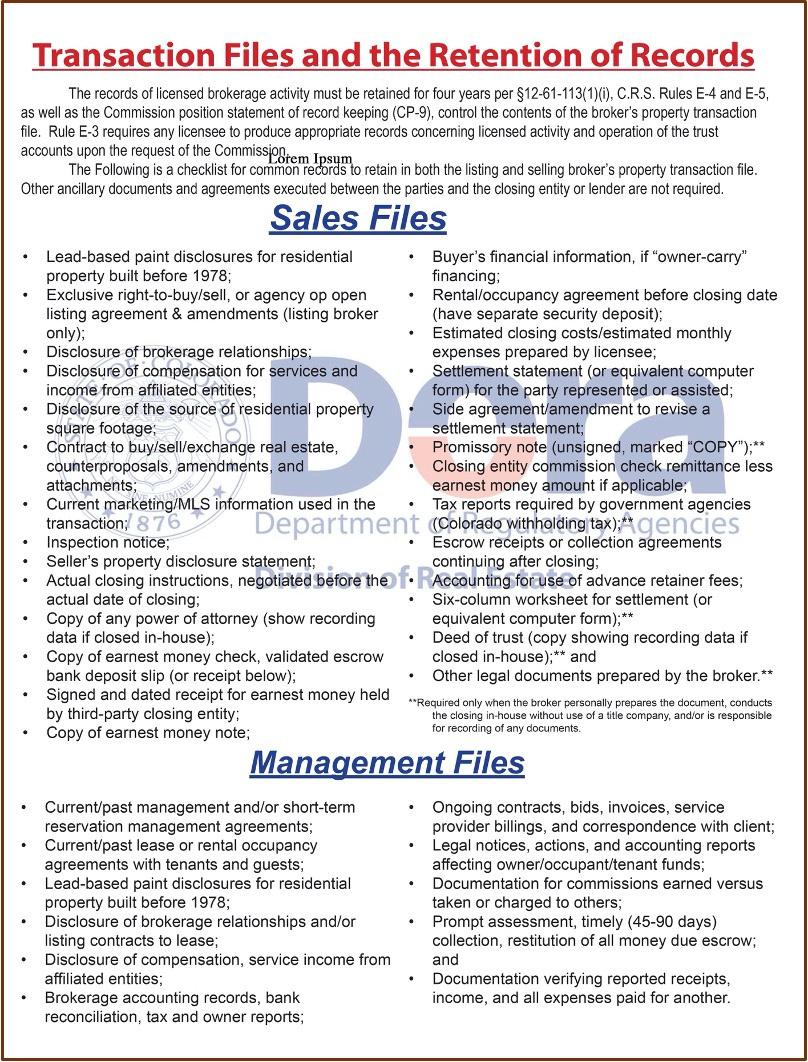 Transaction Files and the Retention of Records
The records of licensed brokerage activity must be retained for four years per §12-61-113(1)(i), C.R.S. Rules E-4 and E-5,
as well as the Commission position statement of record keeping (CP-9), control the contents of the broker's property transaction
file. Rule E-3 requires any licensee to produce appropriate records concerning licensed activity and operation of the trust
accounts upon the request of the Commission.
Lorem Ipsum
The Following is a checklist for common records to retain in both the listing and selling broker's property transaction file.
Other ancillary documents and agreements executed between the parties and the closing entity or lender are not required.
Sales Files
• Lead-based paint disclosures for residential
property built before 1978;
• Exclusive right-to-buy/sell, or agency op open
listing agreement & amendments (listing broker
only);
• Disclosure of brokerage relationships;
• Disclosure of compensation for services and
income from affiliated entities;
• Disclosure of the source of residential property
square footage;
• Contract to buy/sell/exchange real estate,
counterproposals, amendments, and
attachments;
• Current marketing/MLS information used in the
transaction;
• Inspection notice;
• Seller's property disclosure statement;
• Actual closing instructions, negotiated before the
actual date of closing;
• Copy of any power of attorney (show recording
data if closed in-house);
• Copy of earnest money check, validated escrow
bank deposit slip (or receipt below);
• Signed and dated receipt for earnest money held
by third-party closing entity;
• Copy of earnest money note;
• Buyer's financial information, if "owner-carry"
financing;
• Rental/occupancy agreement before closing date
(have separate security deposit);
• Estimated closing costs/estimated monthly
expenses prepared by licensee;
• Settlement statement (or equivalent computer
form) for the party represented or assisted;
• Side agreement/amendment to revise a
settlement statement;
• Promissory note (unsigned, marked "COPY");**
• Closing entity commission check remittance less
earnest money amount if applicable;
• Tax reports required by government agencies
(Colorado withholding tax);**
• Escrow receipts or collection agreements
continuing after closing;
• Accounting for use of advance retainer fees;
• Six-column worksheet for settlement (or
equivalent computer form);**
• Deed of trust (copy showing recording data if
closed in-house);** and
• Other legal documents prepared by the broker.**
**Required only when the broker personally prepares the document, conducts
the closing in-house without use of a title company, and/or is responsible
for recording of any documents.
STATE OF COLORADO
NUMINE
1876
Dora
Department of Regulatory Agencies
Division of Real Estate
Management Files
• Current/past management and/or short-term
reservation management agreements;
• Current/past lease or rental occupancy
agreements with tenants and guests;
• Lead-based paint disclosures for residential
property built before 1978;
• Disclosure of brokerage relationships and/or
listing contracts to lease;
• Disclosure of compensation, service income from
affiliated entities;
• Brokerage accounting records, bank
reconciliation, tax and owner reports;
• Ongoing contracts, bids, invoices, service
provider billings, and correspondence with client;
• Legal notices, actions, and accounting reports
affecting owner/occupant/tenant funds;
• Documentation for commissions earned versus
taken or charged to others;
• Prompt assessment, timely (45-90 days)
collection, restitution of all money due escrow;
and
• Documentation verifying reported receipts,
income, and all expenses paid for another.